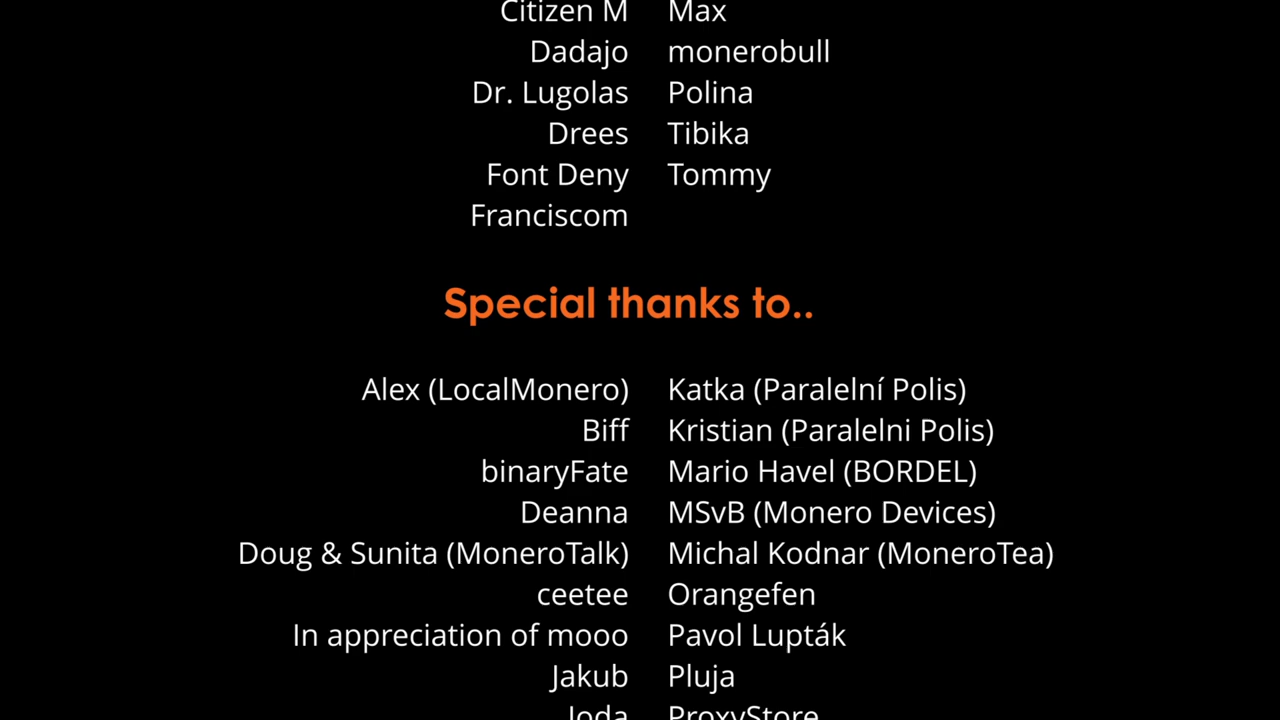 Citizen M Max
Dadajo monerobull
Dr. Lugolas Polina
Drees Tibika
Font Deny Tommy
Franciscom
Special thanks to..
Alex (LocalMonero) Katka (Paralelní Polis)
Biff Kristian (Paralelni Polis)
binaryFate Mario Havel (BORDEL)
Deanna MSvB (Monero Devices)
Doug & Sunita (MoneroTalk) Michal Kodnar (MoneroTea)
ceetee Orangefen
In appreciation of mooo Pavol Lupták
Jakub Pluja
Joda ProxyStore